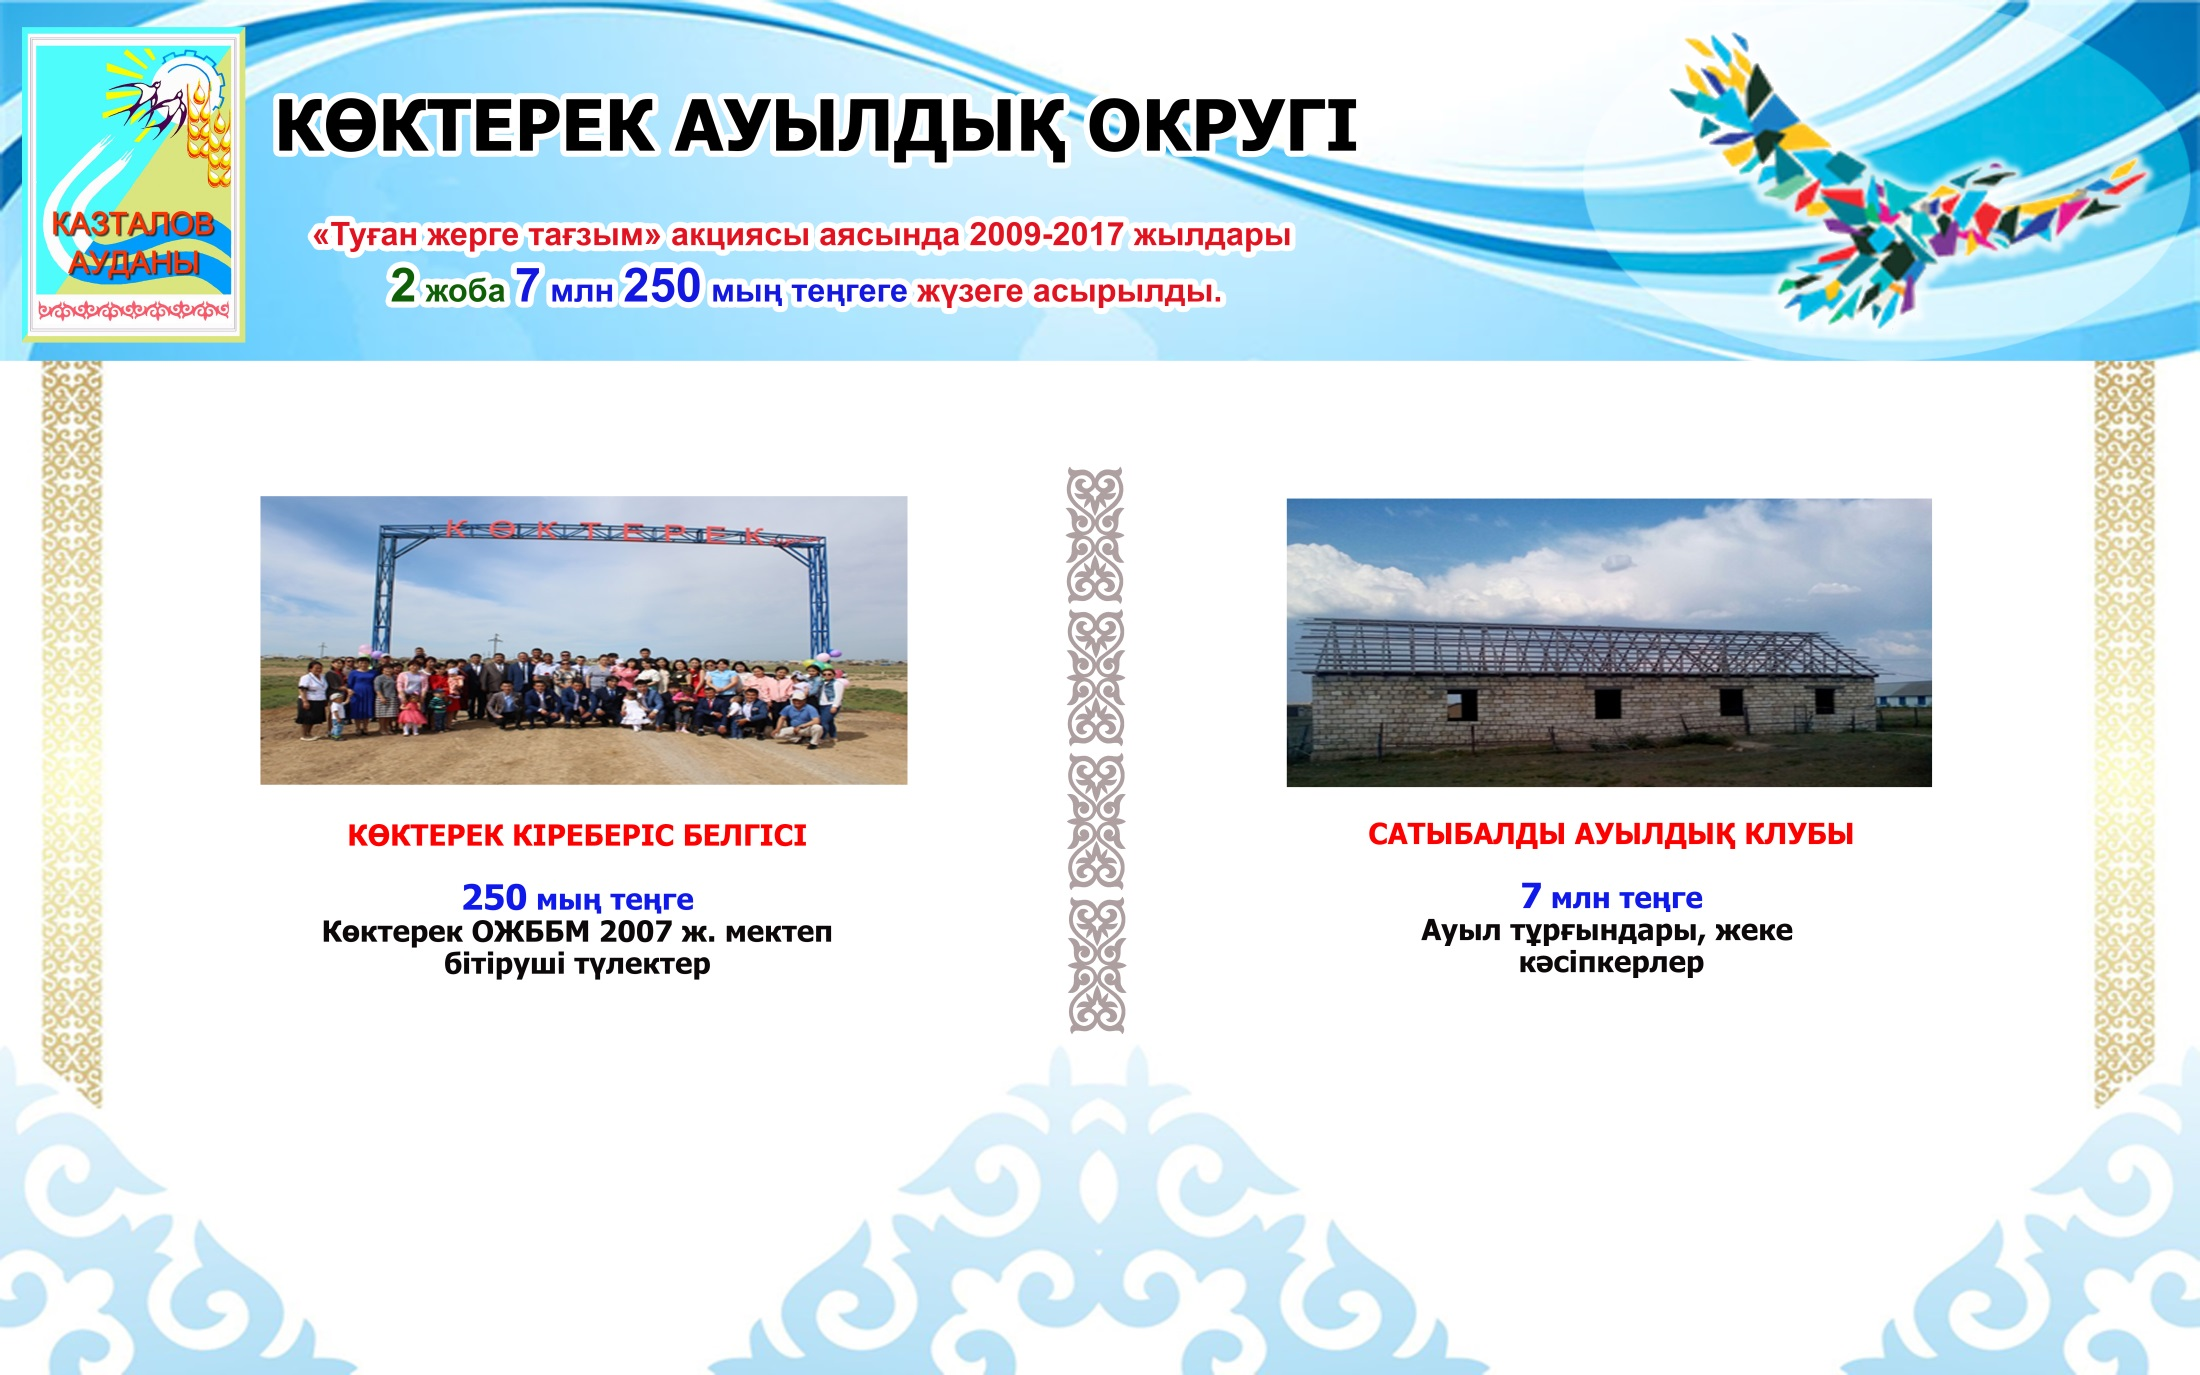 КАЗТАЛОВ
АУДАНЫ
КӨКТЕРЕК АУЫЛДЫҚ ОКРУГІ
«Туған жерге тағзым» акциясы аясында 2009-2017 жылдары
2 жоба 7 млн 250 мың теңгеге жүзеге асырылды.
КӨКТЕРЕК
КӨКТЕРЕК КІРЕБЕРІС БЕЛГІСІ
250 мың теңге
Көктерек ОЖББМ 2007 ж. мектеп
бітіруші түлектер
САТЫБАЛДЫ АУЫЛДЫҚ КЛУБЫ
7 млн теңге
Ауыл тұрғындары, жеке
кәсіпкерлер